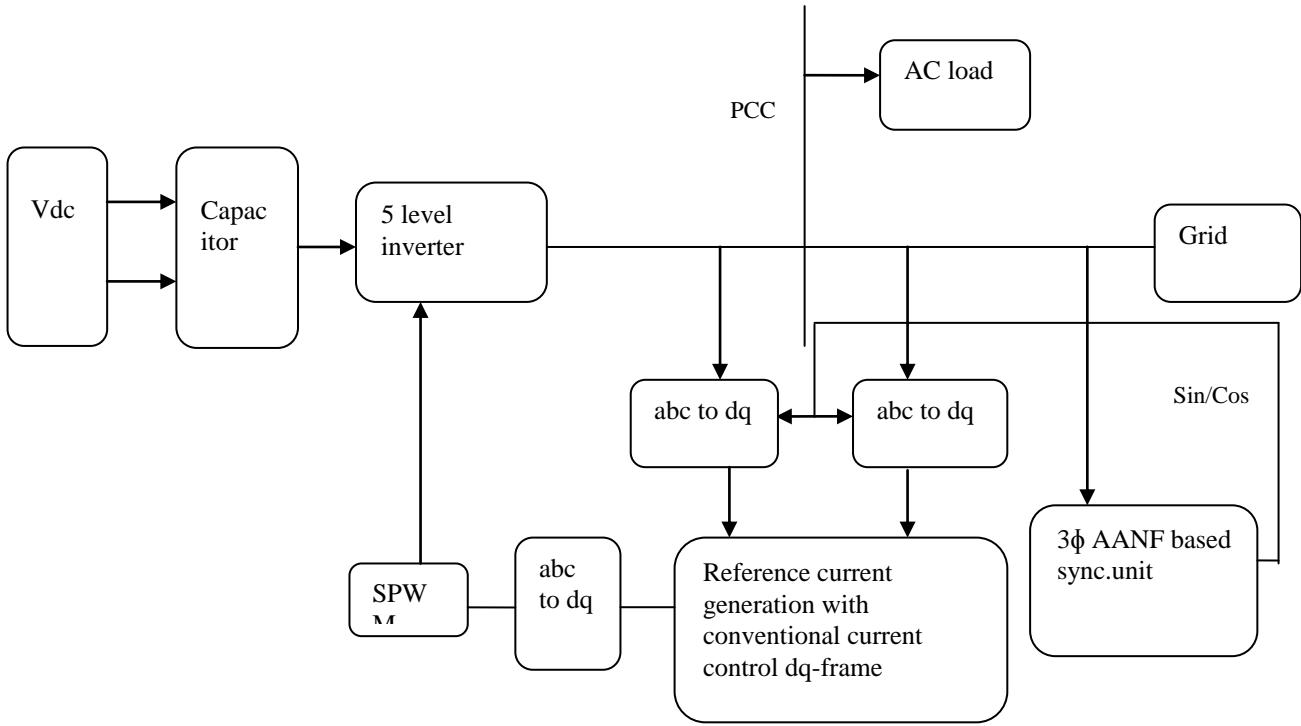 AC load
PCC
Vdc
Capac
itor
5 level
inverter
Grid
abc to dq
abc to dq
Sin/Cos
3ϕ AANF based
sync.unit
abc
to dq
SPW
M
Reference current
generation with
conventional current
control dq-frame